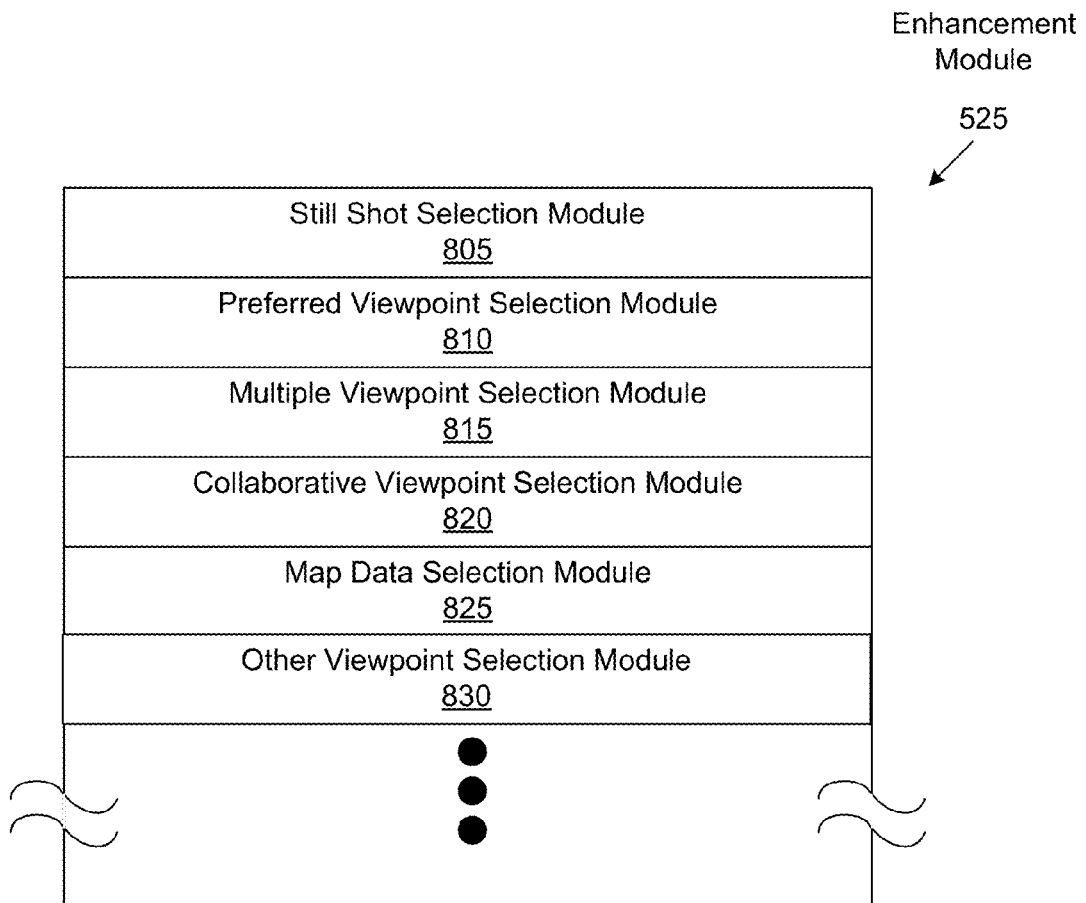 Enhancement
Module
525
Still Shot Selection Module
805
Preferred Viewpoint Selection Module
810
Multiple Viewpoint Selection Module
815
Collaborative Viewpoint Selection Module
820
Map Data Selection Module
825
Other Viewpoint Selection Module
830